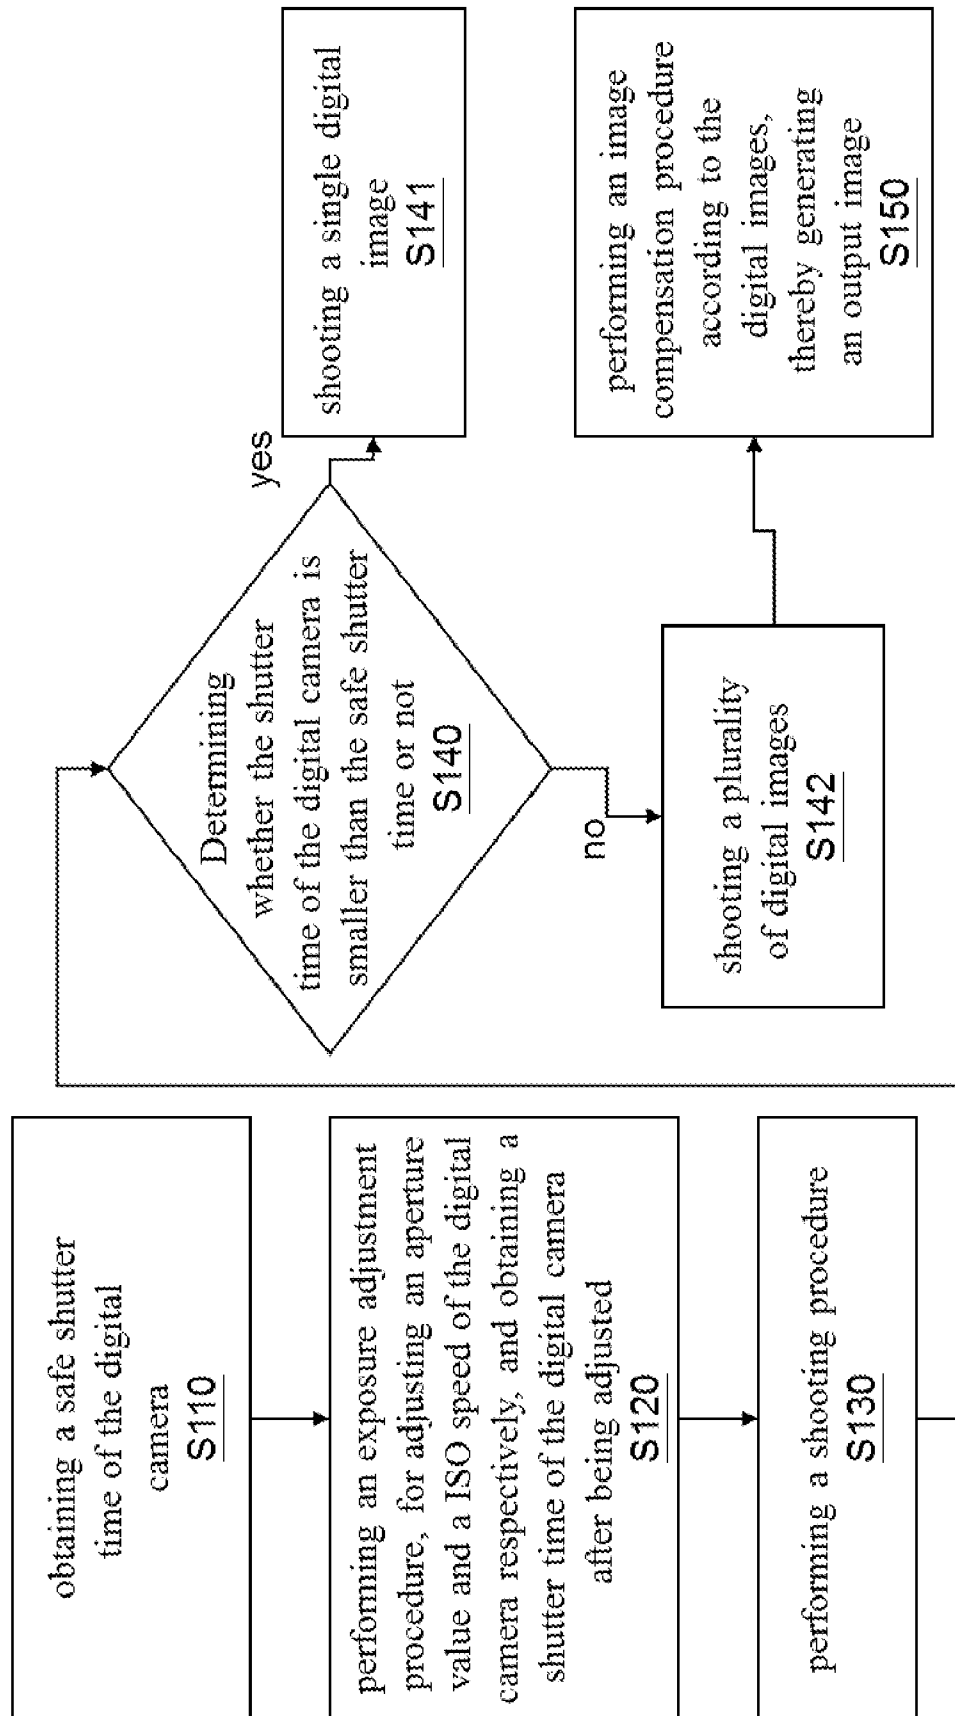 obtaining a safe shutter
time of the digital
camera
S110
performing an exposure adjustment
procedure, for adjusting an aperture
value and a ISO speed of the digital
camera respectively, and obtaining a
shutter time of the digital camera
after being adjusted
S120
performing a shooting procedure
S130
Determining
whether the shutter
time of the digital camera is
smaller than the safe shutter
time or not
S140
yes
shooting a single digital
image
S141
no
shooting a plurality
of digital images
S142
performing an image
compensation procedure
according to the
digital images,
thereby generating
an output image
S150